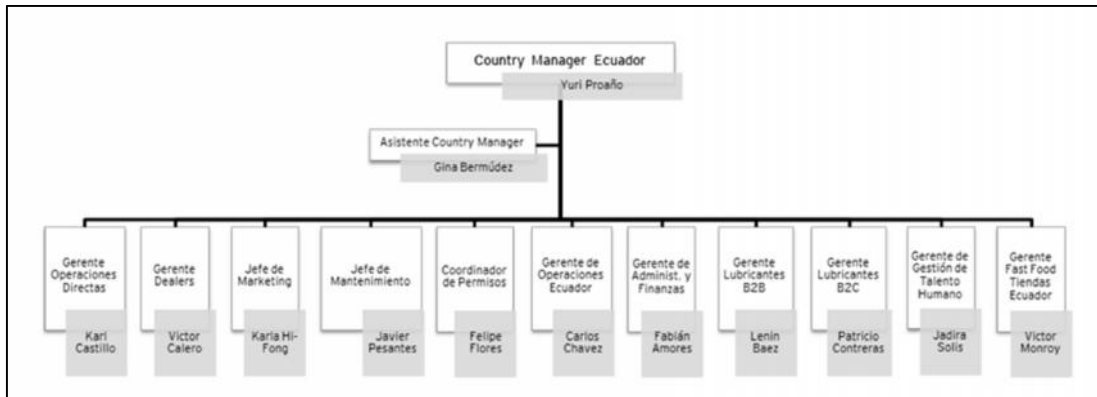 Country Manager Ecuador
Yuri Proaño
Asistente Country Manager
Gina Bermúdez
Gerente
Operaciones
Directas
Karl
Castillo
Gerente
Dealers
Victor
Calero
Jefe de
Marketing
Karla Hi-
Fong
Jefe de
Mantenimiento
Javier
Pesantes
Coordinador
de Permisos
Felipe
Flores
Gerente de
Operaciones
Ecuador
Carlos
Chavez
Gerente de
Administ. y
Finanzas
Fabián
Amores
Gerente
Lubricantes
B2B
Lenin
Baez
Gerente
Lubricantes
B2C
Patricio
Contreras
Gerente de
Gestión de
Talento
Humano
Jadira
Solis
Gerente
Fast Food
Tiendas
Ecuador
Victor
Monroy